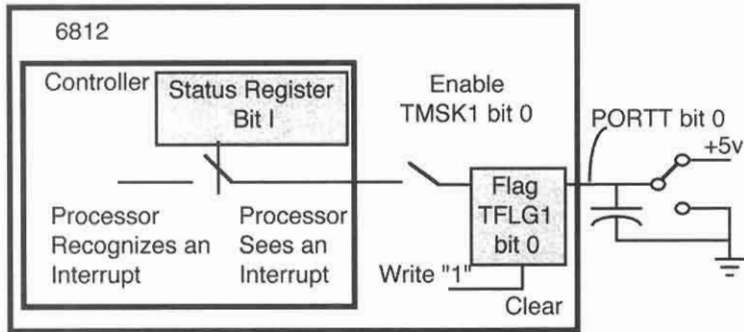 6812
Controller
Status Register
Bit I
Enable
TMSK1 bit 0
PORTT bit 0
+5v
Flag
TFLG1
bit 0
Processor
Recognizes an
Interrupt
Processor
Sees an
Interrupt
Write "1"
Clear